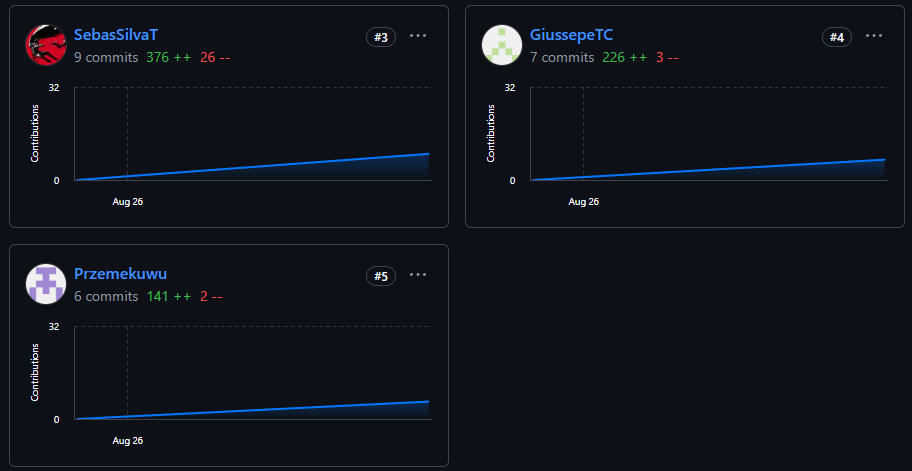 SebasSilvaT #3
9 commits 376 ++ 26 --
32
Contributions
0
Aug 26
GiussepeTC #4
7 commits 226 ++ 3 --
32
Contributions
0
Aug 26
Przemekuwu #5
6 commits 141 ++ 2 --
32
Contributions
0
Aug 26